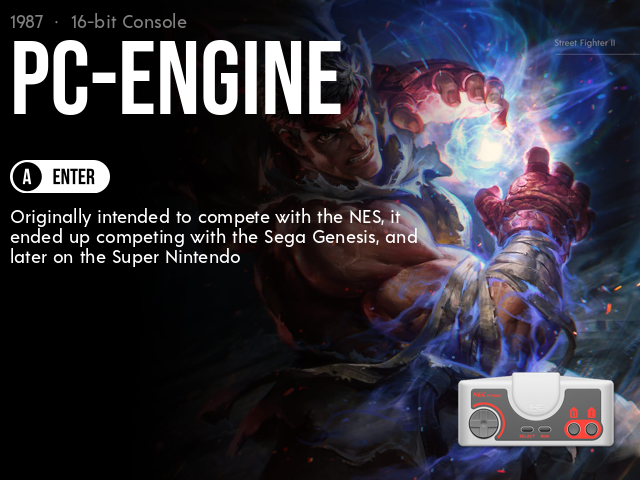 1987 · 16-bit Console
Street Fighter II
PC-ENGINE
A ENTER
Originally intended to compete with the NES, it
ended up competing with the Sega Genesis, and
later on the Super Nintendo